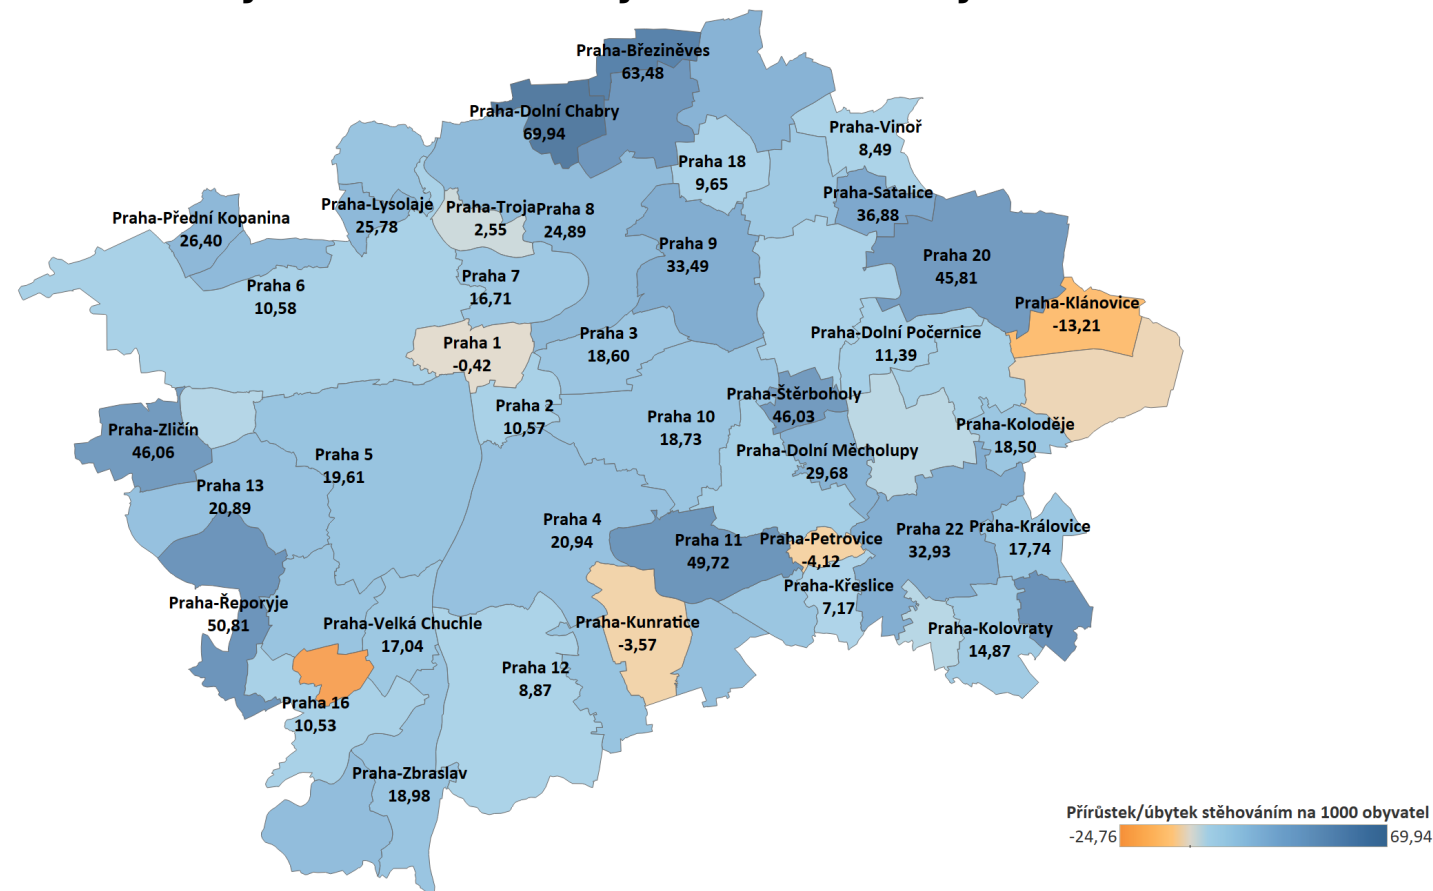 Praha-Březiněves
63,48
Praha-Dolní Chabry
69,94
Praha-Vinoř
8,49
Praha 18
9,65
Praha-Satalice
36,88
Praha-Lysolaje
25,78
Praha-Troja
2,55
Praha 8
24,89
Praha-Přední Kopanina
26,40
Praha 9
33,49
Praha 20
45,81
Praha 7
16,71
Praha 6
10,58
Praha-Klánovice
-13,21
Praha 3
18,60
Praha-Dolní Počernice
11,39
Praha 1
-0,42
Praha-Štěrboholy
46,03
Praha 2
10,57
Praha 10
18,73
Praha-Koloděje
18,50
Praha-Zličín
46,06
Praha-Dolní Měcholupy
29,68
Praha 5
19,61
Praha 13
20,89
Praha 4
20,94
Praha 22
32,93
Praha-Královice
17,74
Praha 11
49,72
Praha-Petrovice
-4,12
Praha-Křeslice
7,17
Praha-Řeporyje
50,81
Praha-Velká Chuchle
17,04
Praha-Kunratice
-3,57
Praha-Kolovraty
14,87
Praha 12
8,87
Praha 16
10,53
Praha-Zbraslav
18,98
Přírůstek/úbytek stěhováním na 1000 obyvatel
-24,76 69,94